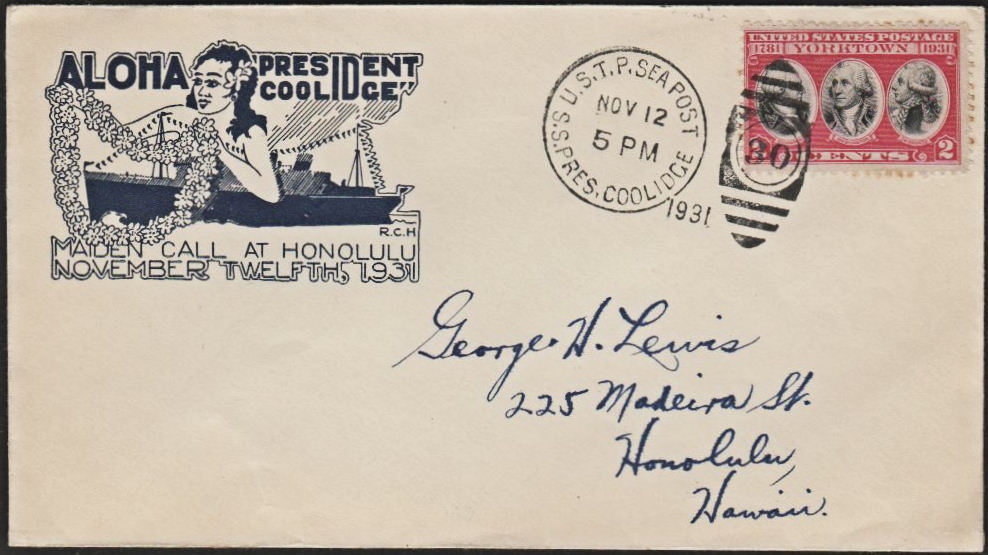 ALOHA PRESIDENT
COOLIDGE"
R.C.H
MAIDEN CALL AT HONOLULU
NOVEMBER TWELFTH, 1931
U.S.T.P. SEA POST
NOV 12
5 PM
S.S. PRES. COOLIDGE
1931
30
UNITED STATES POSTAGE
1781 YORKTOWN 1931
CENTS 2
George H. Lewis
225 Madeira St.
Honolulu,
Hawaii.